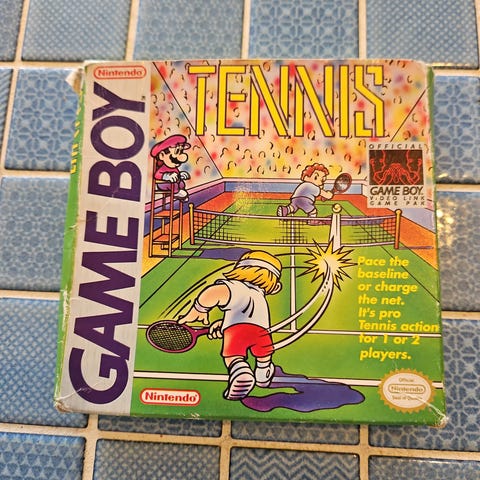 Nintendo
GAME BOY
TENNIS
OFFICIAL
GAME BOY
VIDEO LINK
GAME PAK
Pace the
baseline
or charge
the net.
It's pro
Tennis action
for 1 or 2
players.
Nintendo
Official
Nintendo
Seal of Quality